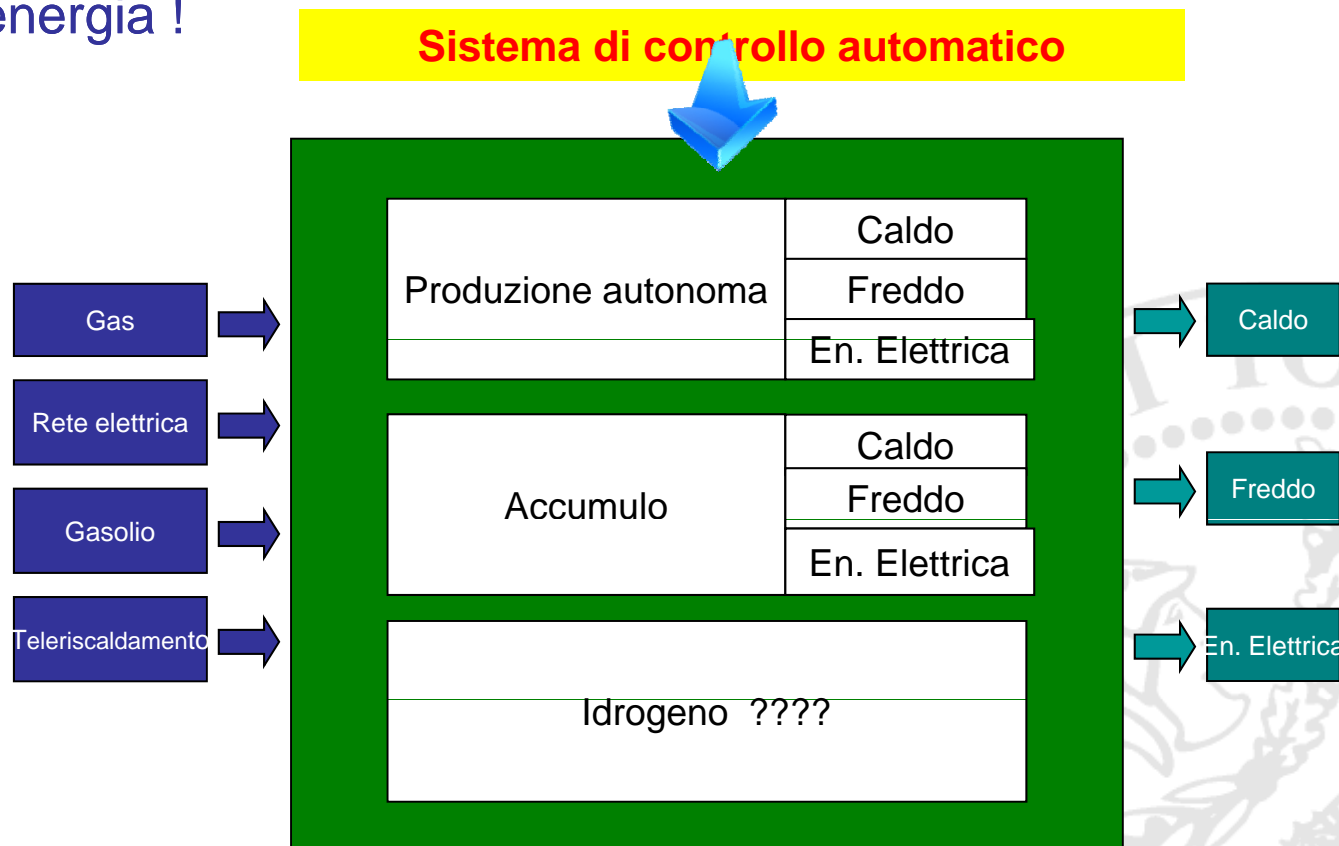 energia !
Sistema di controllo automatico
Produzione autonoma
Caldo
Freddo
En. Elettrica
Gas
Rete elettrica
Gasolio
Teleriscaldamento
Accumulo
Caldo
Freddo
En. Elettrica
Idrogeno ????
Caldo
Freddo
En. Elettrica